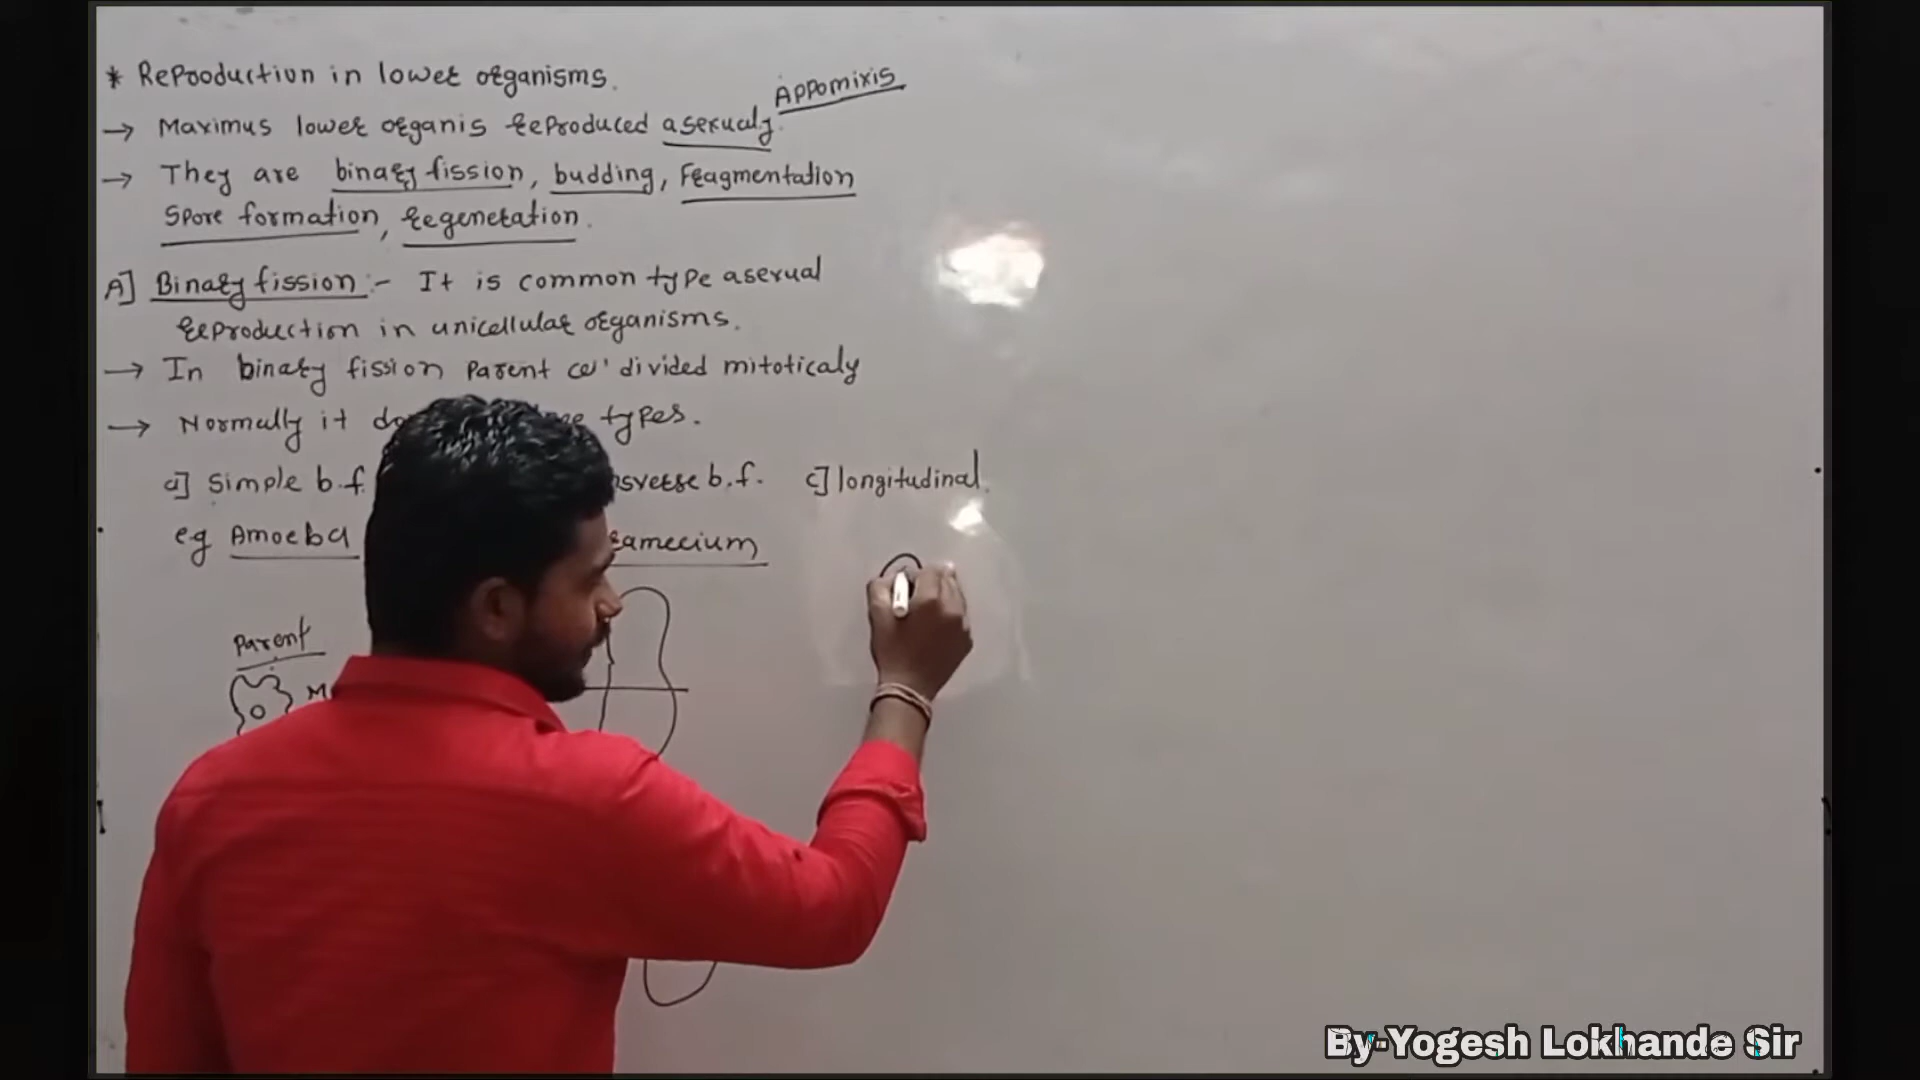 * Repooduction in lower organisms.
Appomixis
→ Maximus lower organis reproduced asexualy.
→ They are binary fission, budding, Fragmentation
Spore formation, regeneration.
A] Binary fission :- It is common type asexual
reproduction in unicellular organisms.
→ In binary fission Parent divided mitoticaly
→ Normally it types.
a] Simple b.f. b.f. c] longitudinal.
eg Amoeba
Parent
By-Yogesh Lokhande Sir